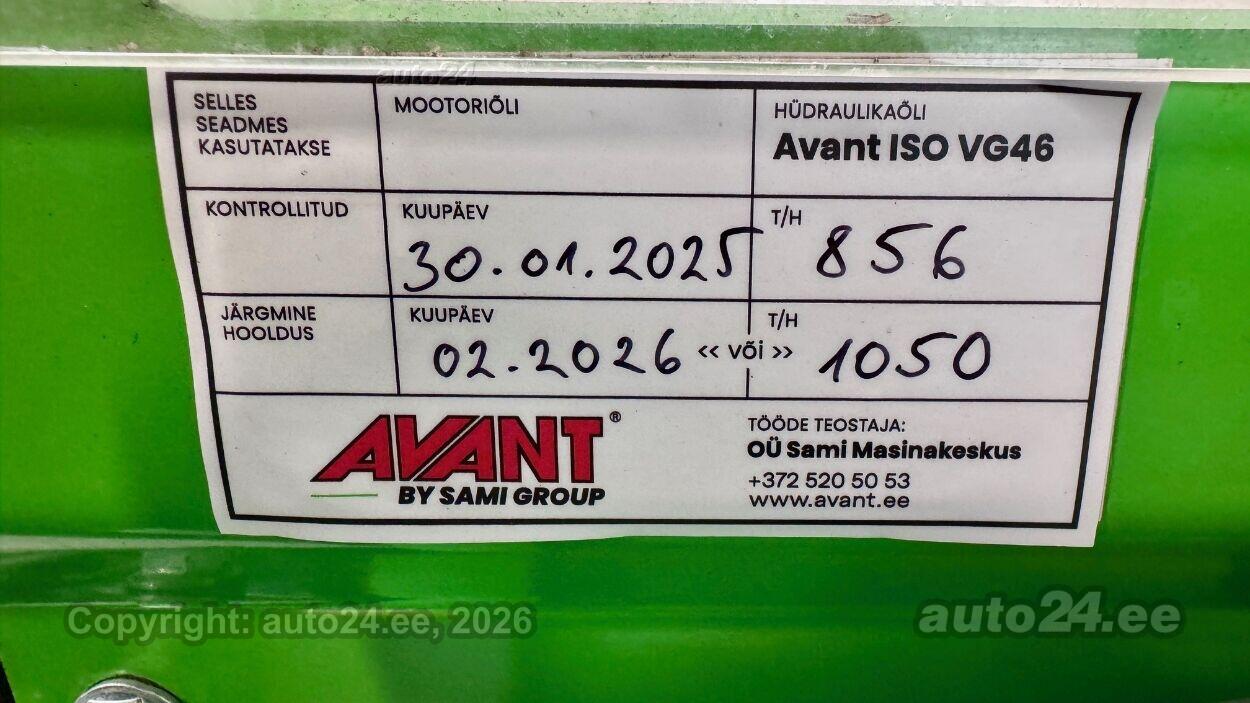 auto24
SELLES
SEADMES
KASUTATAKSE
MOOTORIÕLI
HÜDRAULIKAÕLI
Avant ISO VG46
KONTROLLITUD
KUUPÄEV
30.01.2025
T/H
856
JÄRGMINE
HOOLDUS
KUUPÄEV
02.2026
<< või >>
T/H
1050
AVANT®
BY SAMI GROUP
TÖÖDE TEOSTAJA:
OÜ Sami Masinakeskus
+372 520 50 53
www.avant.ee
Copyright: auto24.ee, 2026
auto24.ee